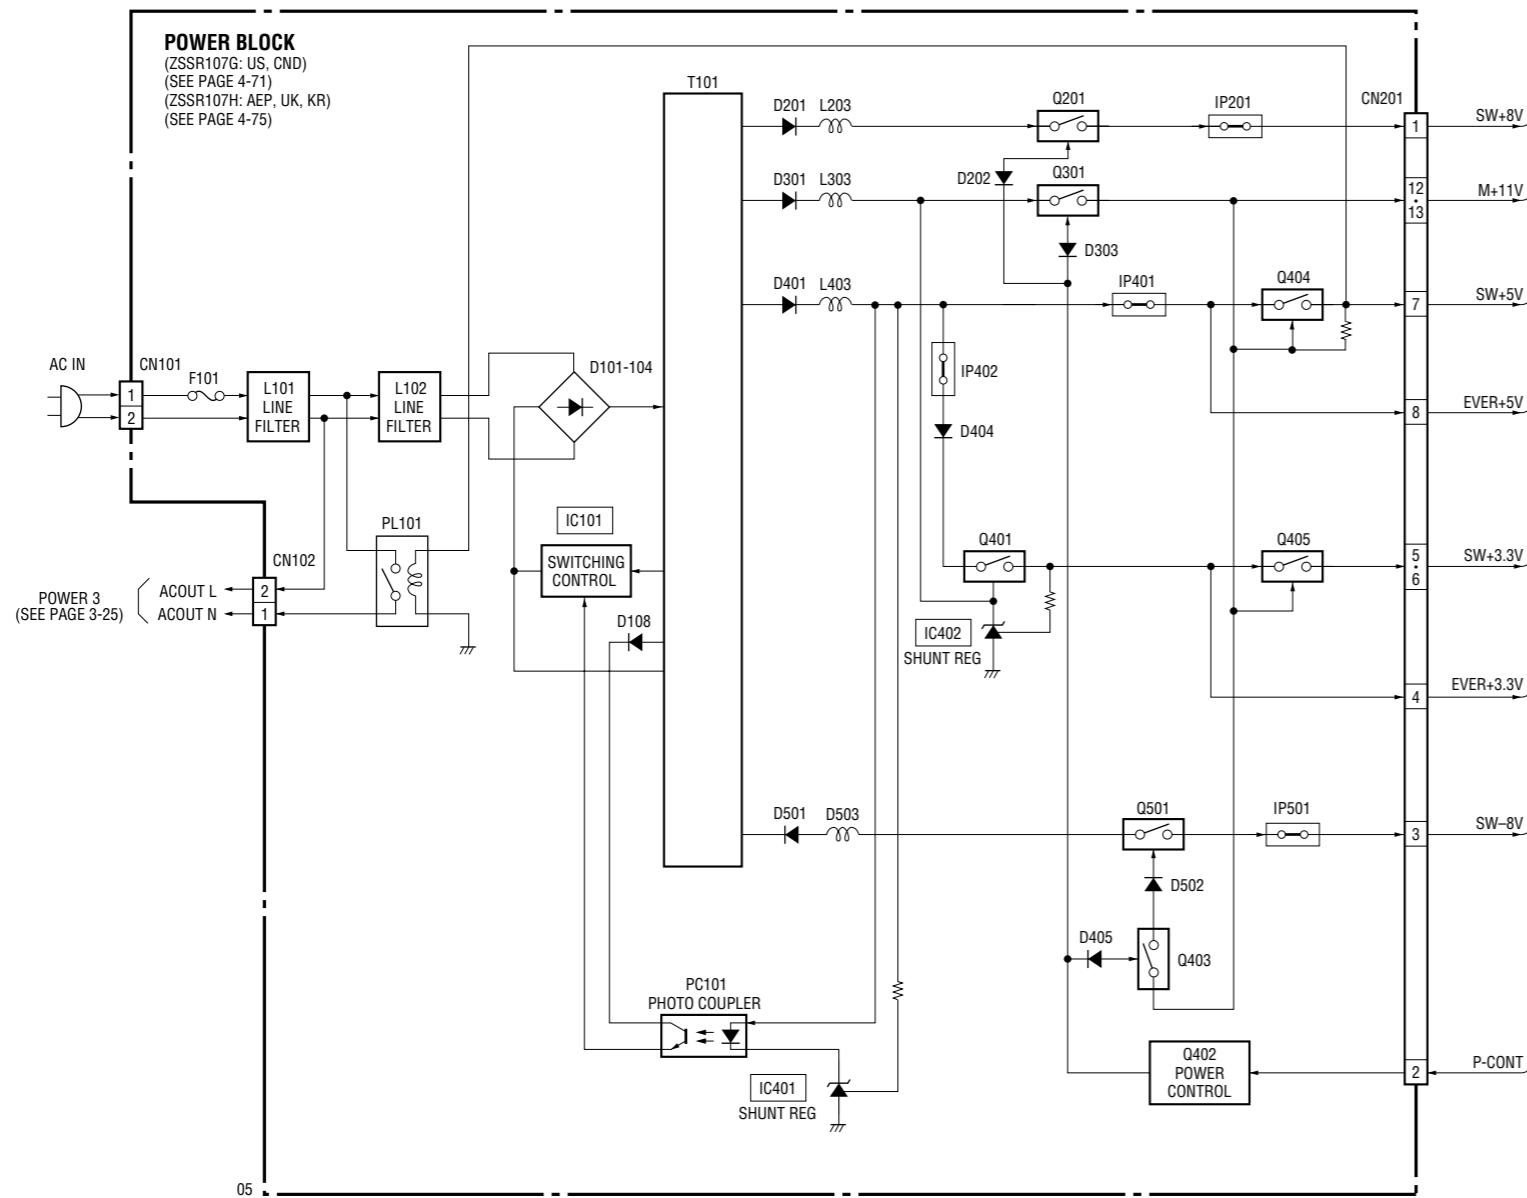 POWER BLOCK
(ZSSR107G: US, CND)
(SEE PAGE 4-71)
(ZSSR107H: AEP, UK, KR)
(SEE PAGE 4-75)
T101
D201 L203
Q201
IP201
CN201
1
SW+8V
D202
D301 L303
Q301
12
·
13
M+11V
D303
D401 L403
IP401
Q404
7
SW+5V
AC IN
CN101
1
2
F101
L101
LINE
FILTER
L102
LINE
FILTER
D101-104
IP402
D404
8
EVER+5V
PL101
IC101
SWITCHING
CONTROL
D108
Q401
Q405
5
·
6
SW+3.3V
IC402
SHUNT REG
CN102
POWER 3
(SEE PAGE 3-25)
ACOUT L
2
ACOUT N
1
4
EVER+3.3V
D501 D503
Q501
IP501
3
SW–8V
D502
D405
Q403
PC101
PHOTO COUPLER
IC401
SHUNT REG
Q402
POWER
CONTROL
2
P-CONT
05